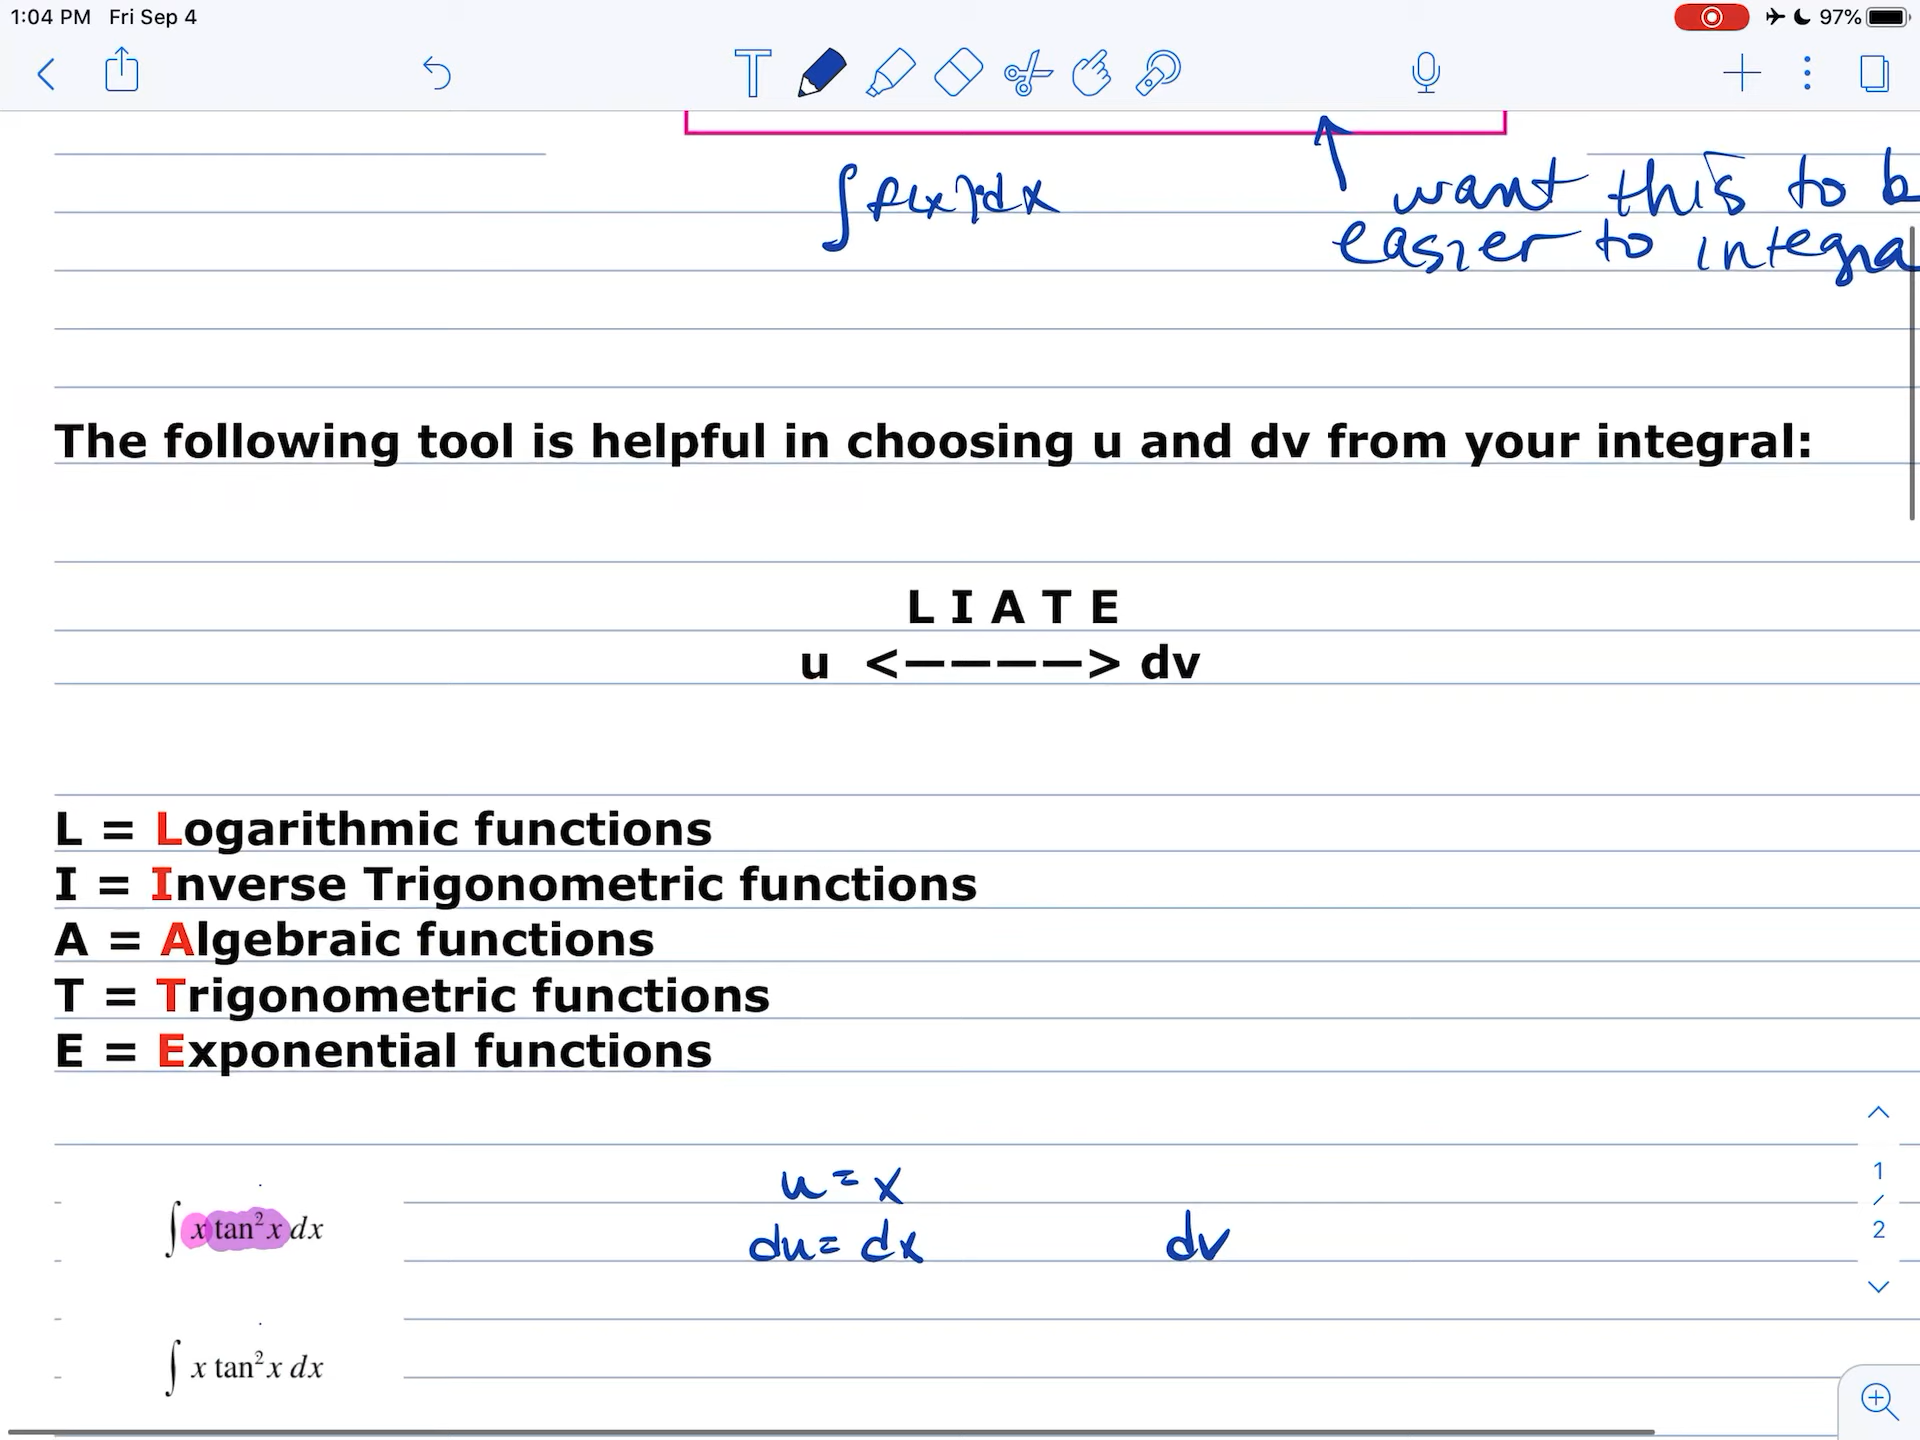 1:04 PM Fri Sep 4
97%
T
∫ f(x) dx
want this to b
easier to integra
The following tool is helpful in choosing u and dv from your integral:
L I A T E
u <————> dv
L = Logarithmic functions
I = Inverse Trigonometric functions
A = Algebraic functions
T = Trigonometric functions
E = Exponential functions
1
/
2
∫ x tan² x dx
u = x
du = dx
dv
∫ x tan² x dx